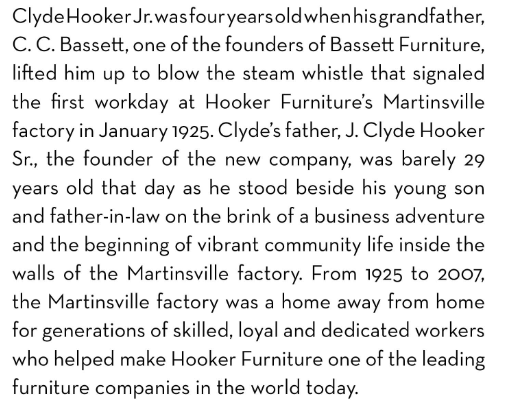 Clyde Hooker Jr. was four years old when his grandfather,
C. C. Bassett, one of the founders of Bassett Furniture,
lifted him up to blow the steam whistle that signaled
the first workday at Hooker Furniture’s Martinsville
factory in January 1925. Clyde’s father, J. Clyde Hooker
Sr., the founder of the new company, was barely 29
years old that day as he stood beside his young son
and father-in-law on the brink of a business adventure
and the beginning of vibrant community life inside the
walls of the Martinsville factory. From 1925 to 2007,
the Martinsville factory was a home away from home
for generations of skilled, loyal and dedicated workers
who helped make Hooker Furniture one of the leading
furniture companies in the world today.